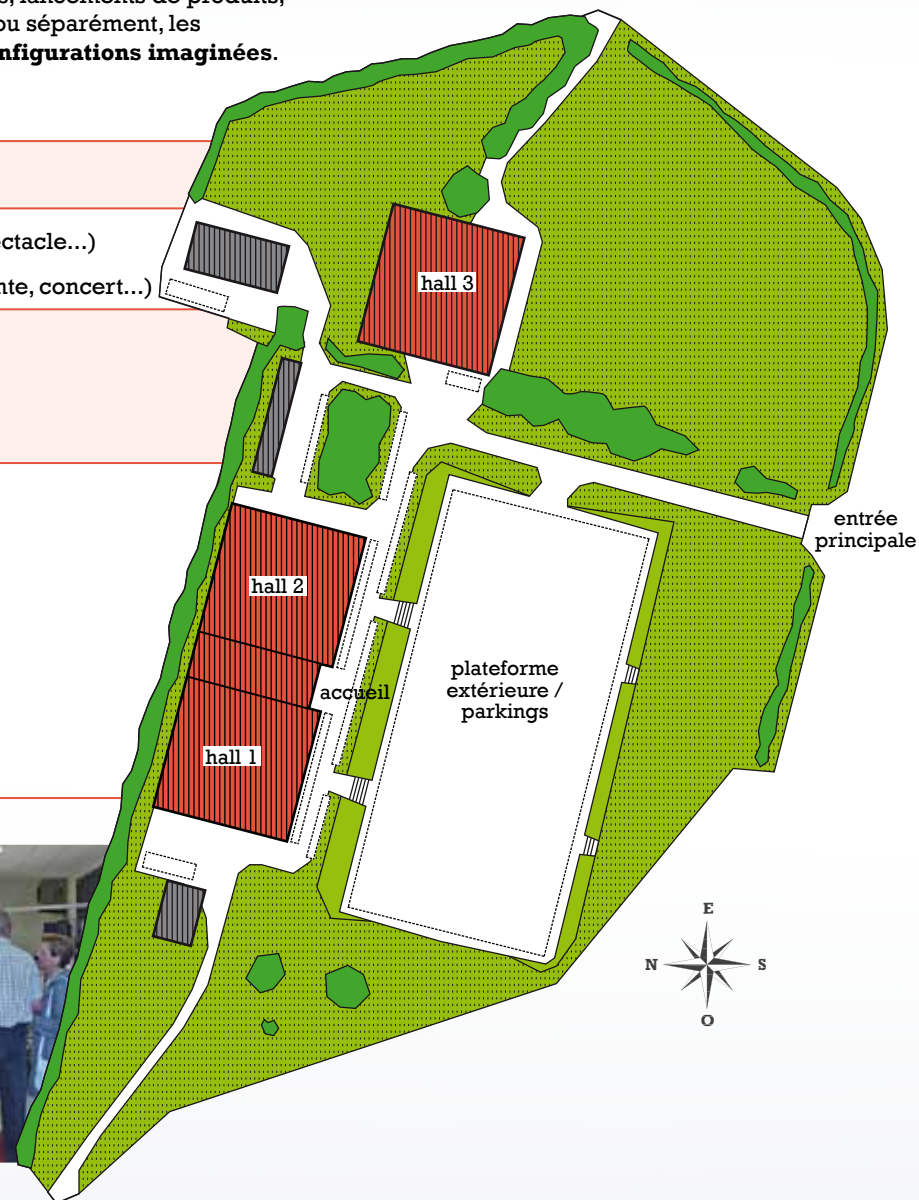 lancements de produits,
ou séparément, les
nfigurations imaginées.
ctacle...)
nte, concert...)
hall 3
entrée
principale
hall 2
plateforme
extérieure /
parkings
accueil
hall 1
E
N S
O